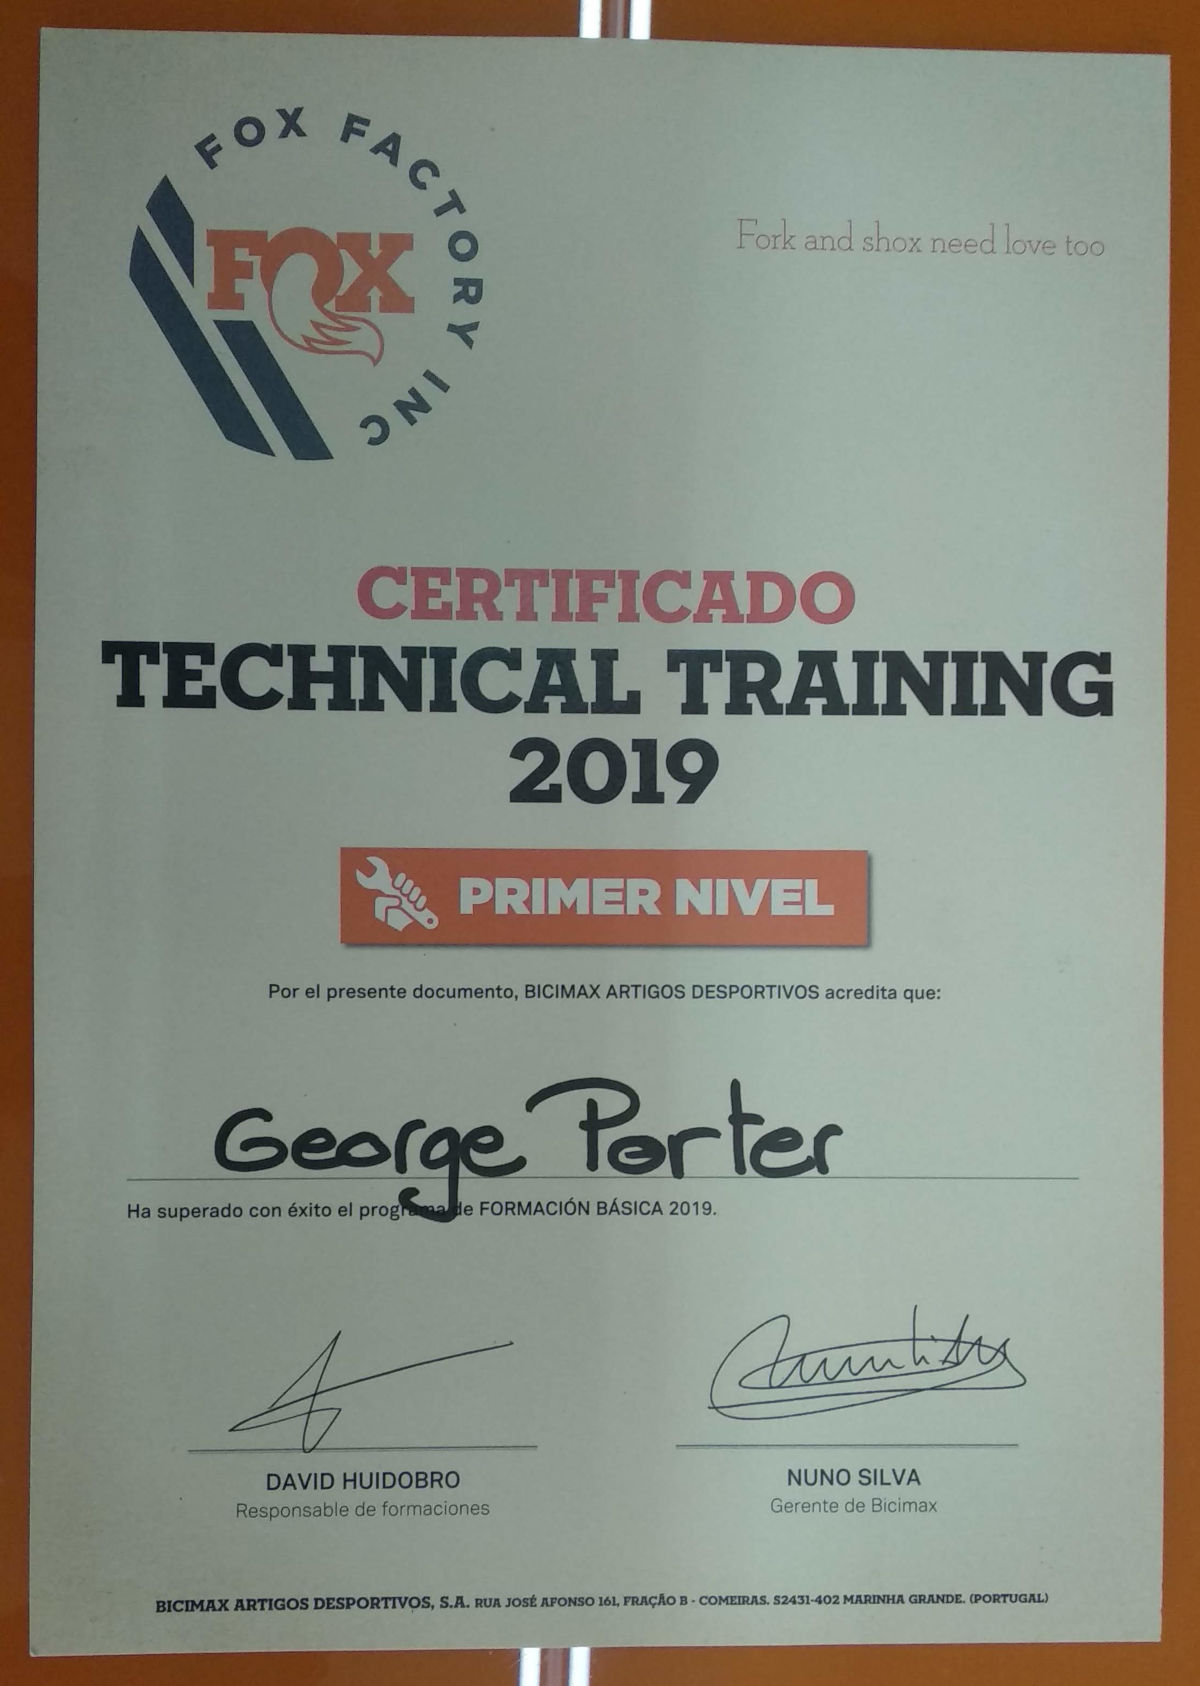 FOX FACTORY INC
FOX
Fork and shox need love too
CERTIFICADO
TECHNICAL TRAINING
2019
PRIMER NIVEL
Por el presente documento, BICIMAX ARTIGOS DESPORTIVOS acredita que:
George Porter
Ha superado con éxito el programa de FORMACIÓN BÁSICA 2019.
DAVID HUIDOBRO
Responsable de formaciones
NUNO SILVA
Gerente de Bicimax
BICIMAX ARTIGOS DESPORTIVOS, S.A. RUA JOSÉ AFONSO 161, FRAÇÃO B - COMEIRAS. S2431-402 MARINHA GRANDE. (PORTUGAL)